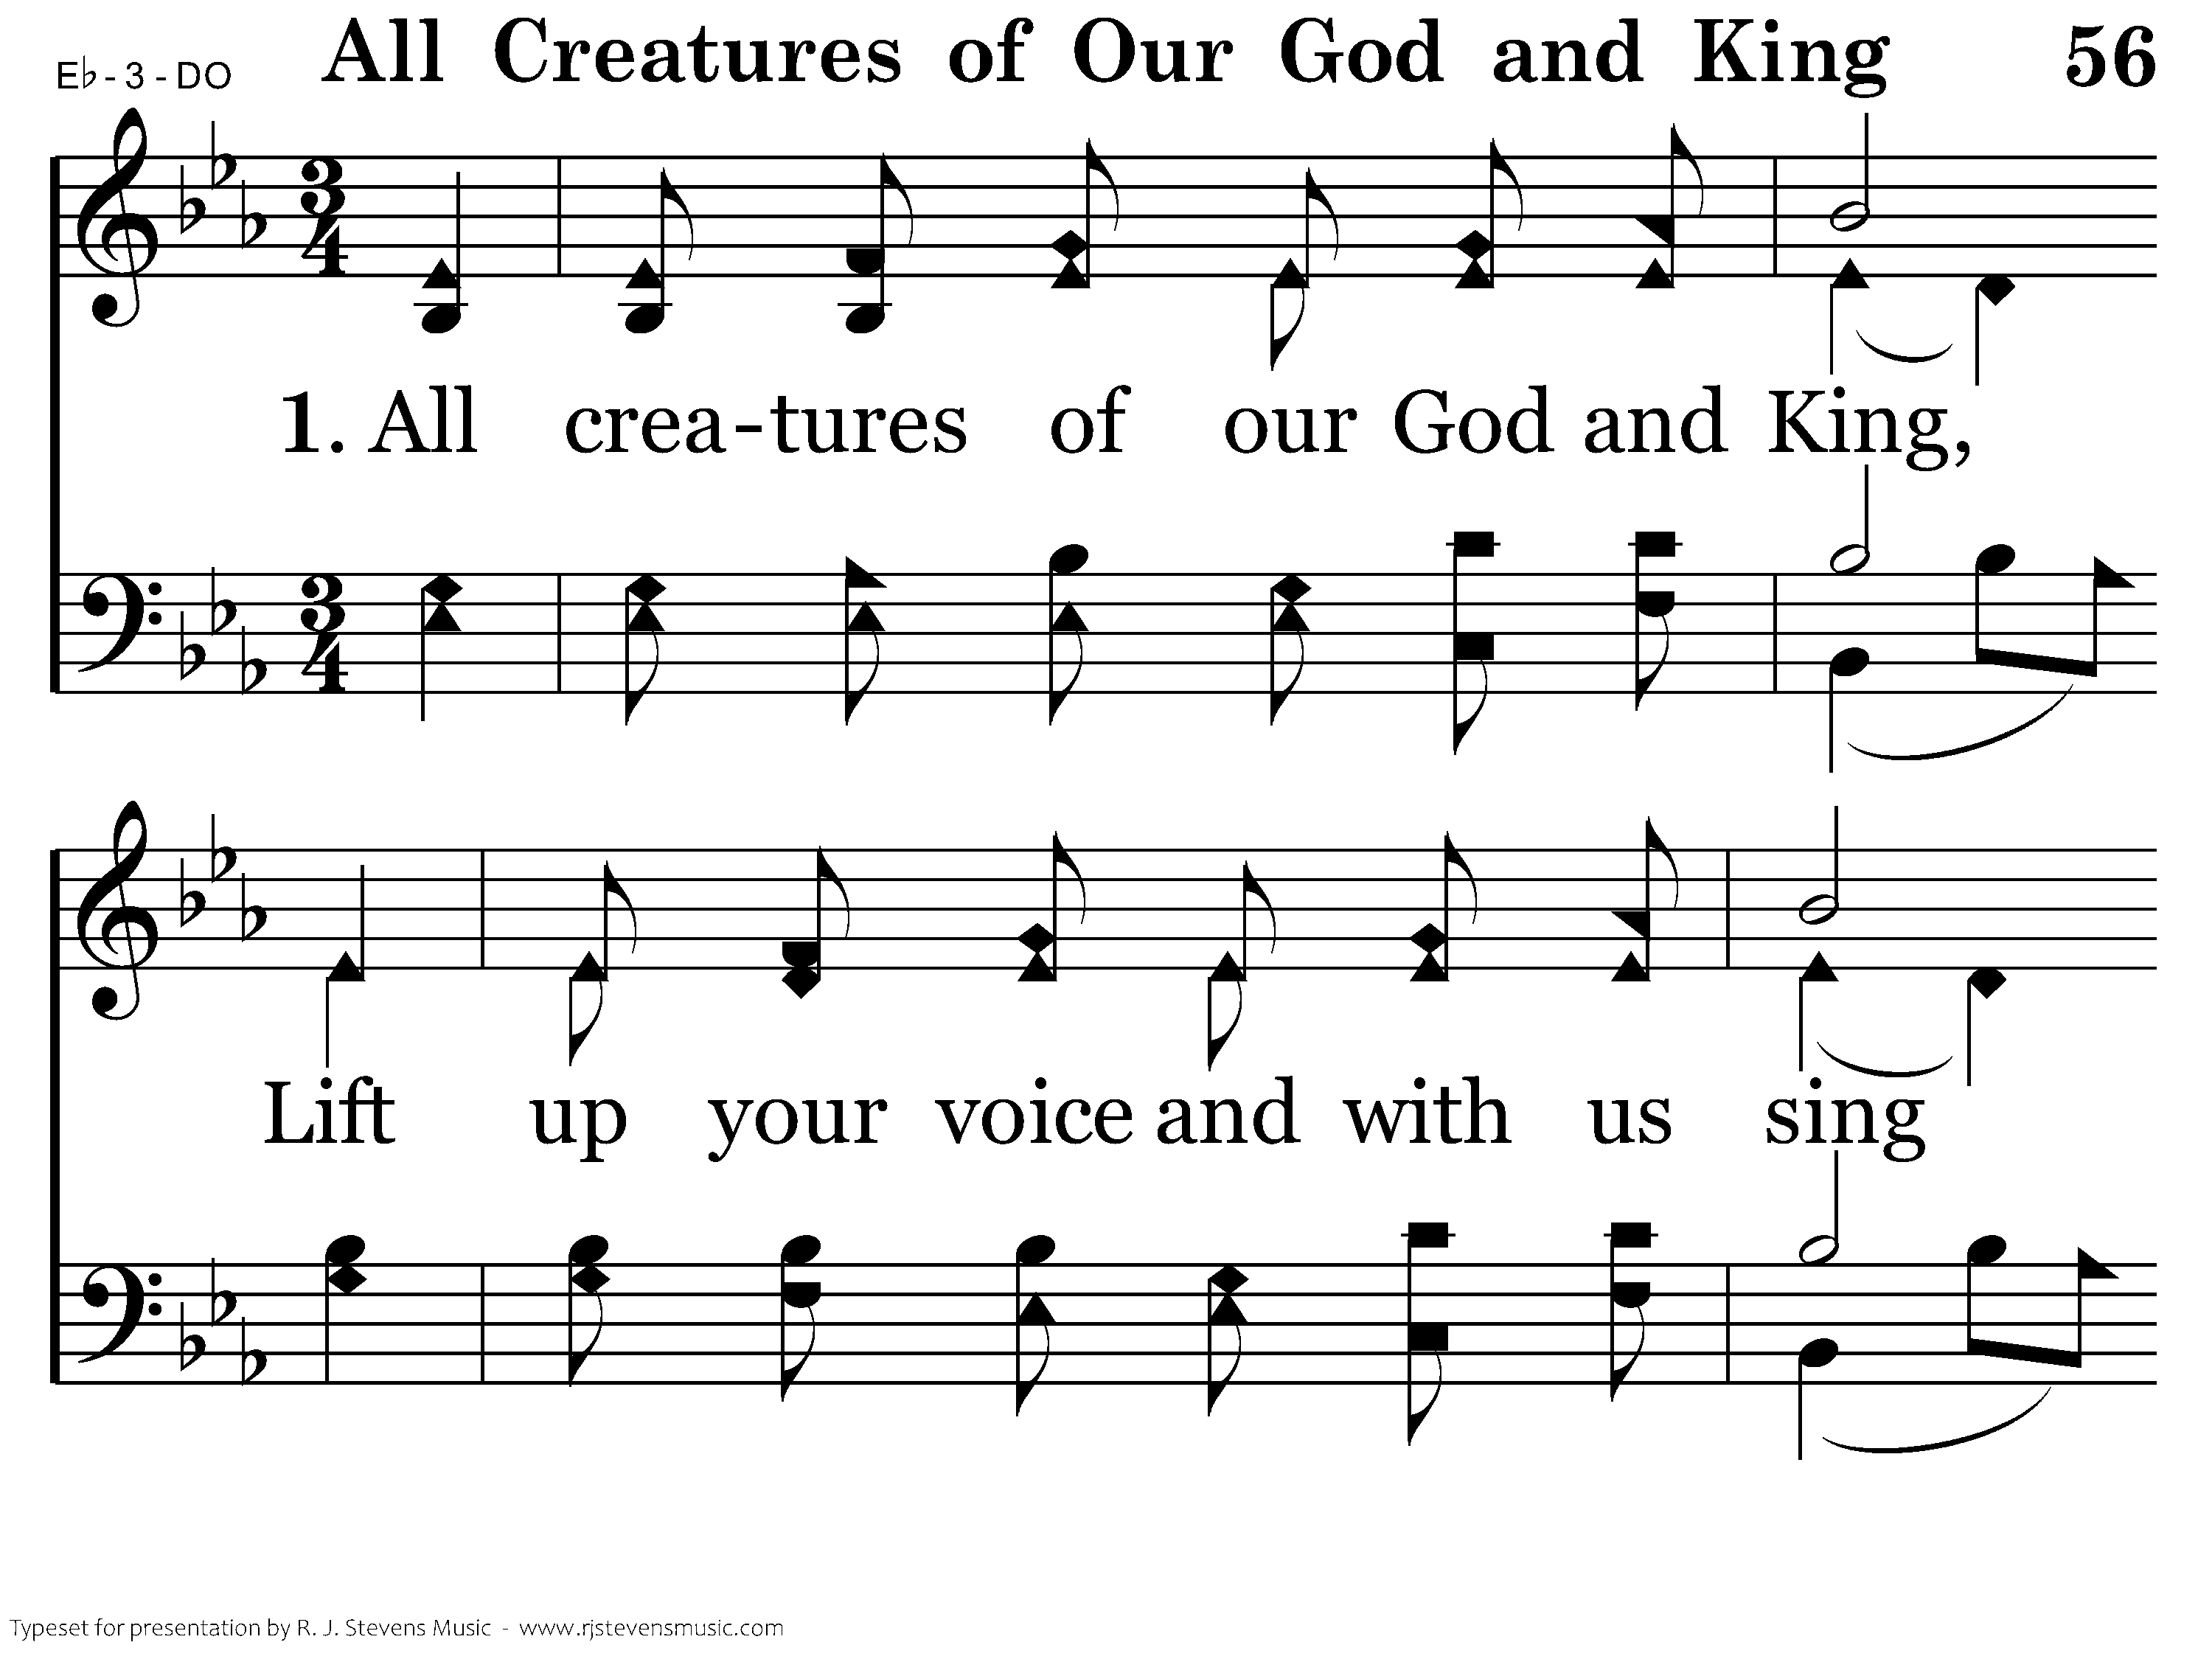 E♭ - 3 - DO All Creatures of Our God and King 56
1. All crea-tures of our God and King,
Lift up your voice and with us sing
Typeset for presentation by R. J. Stevens Music - www.rjstevensmusic.com